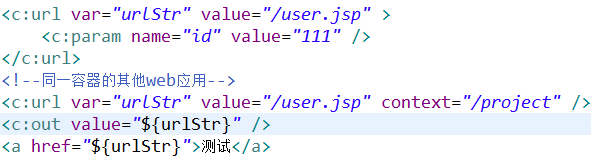 <c:url var="urlStr" value="/user.jsp" >
<c:param name="id" value="111" />
</c:url>
<!--同一容器的其他web应用-->
<c:url var="urlStr" value="/user.jsp" context="/project" />
<c:out value="${urlStr}" />
<a href="${urlStr}">测试</a>